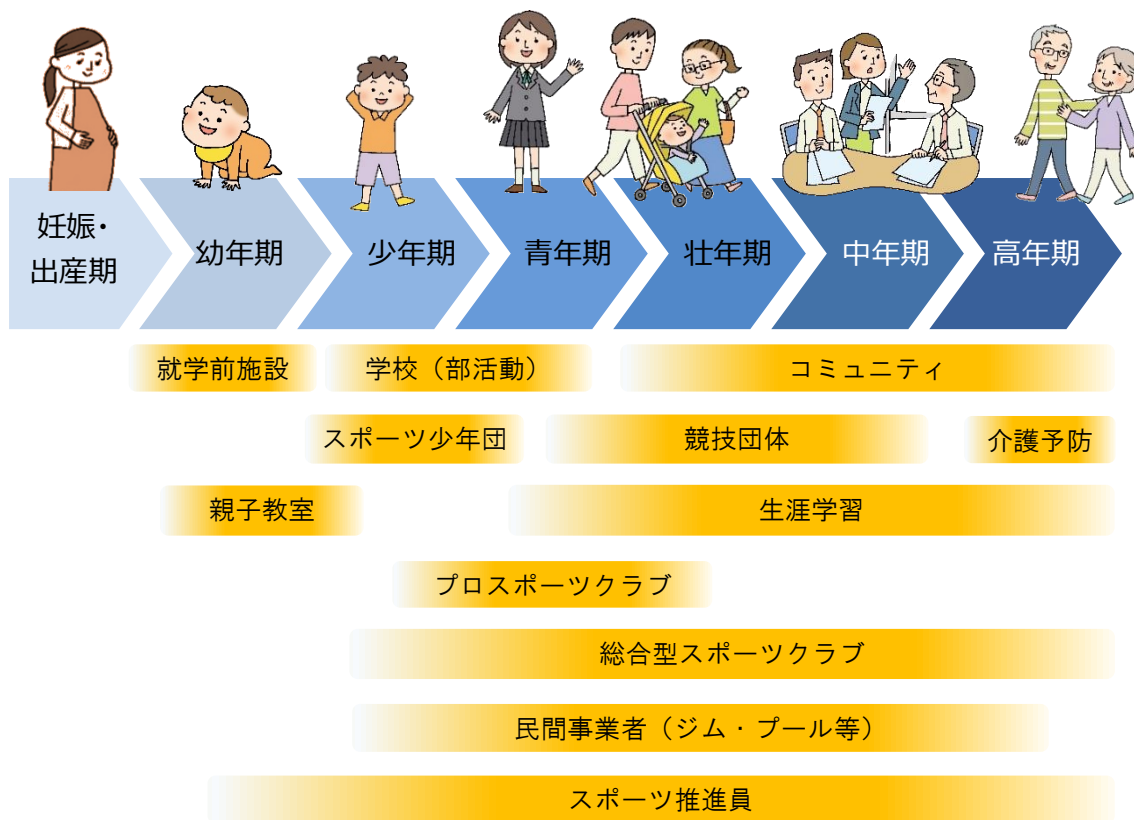 妊娠・
出産期
幼年期
少年期
青年期
壮年期
中年期
高年期
就学前施設
学校（部活動）
コミュニティ
スポーツ少年団
競技団体
介護予防
親子教室
生涯学習
プロスポーツクラブ
総合型スポーツクラブ
民間事業者（ジム・プール等）
スポーツ推進員